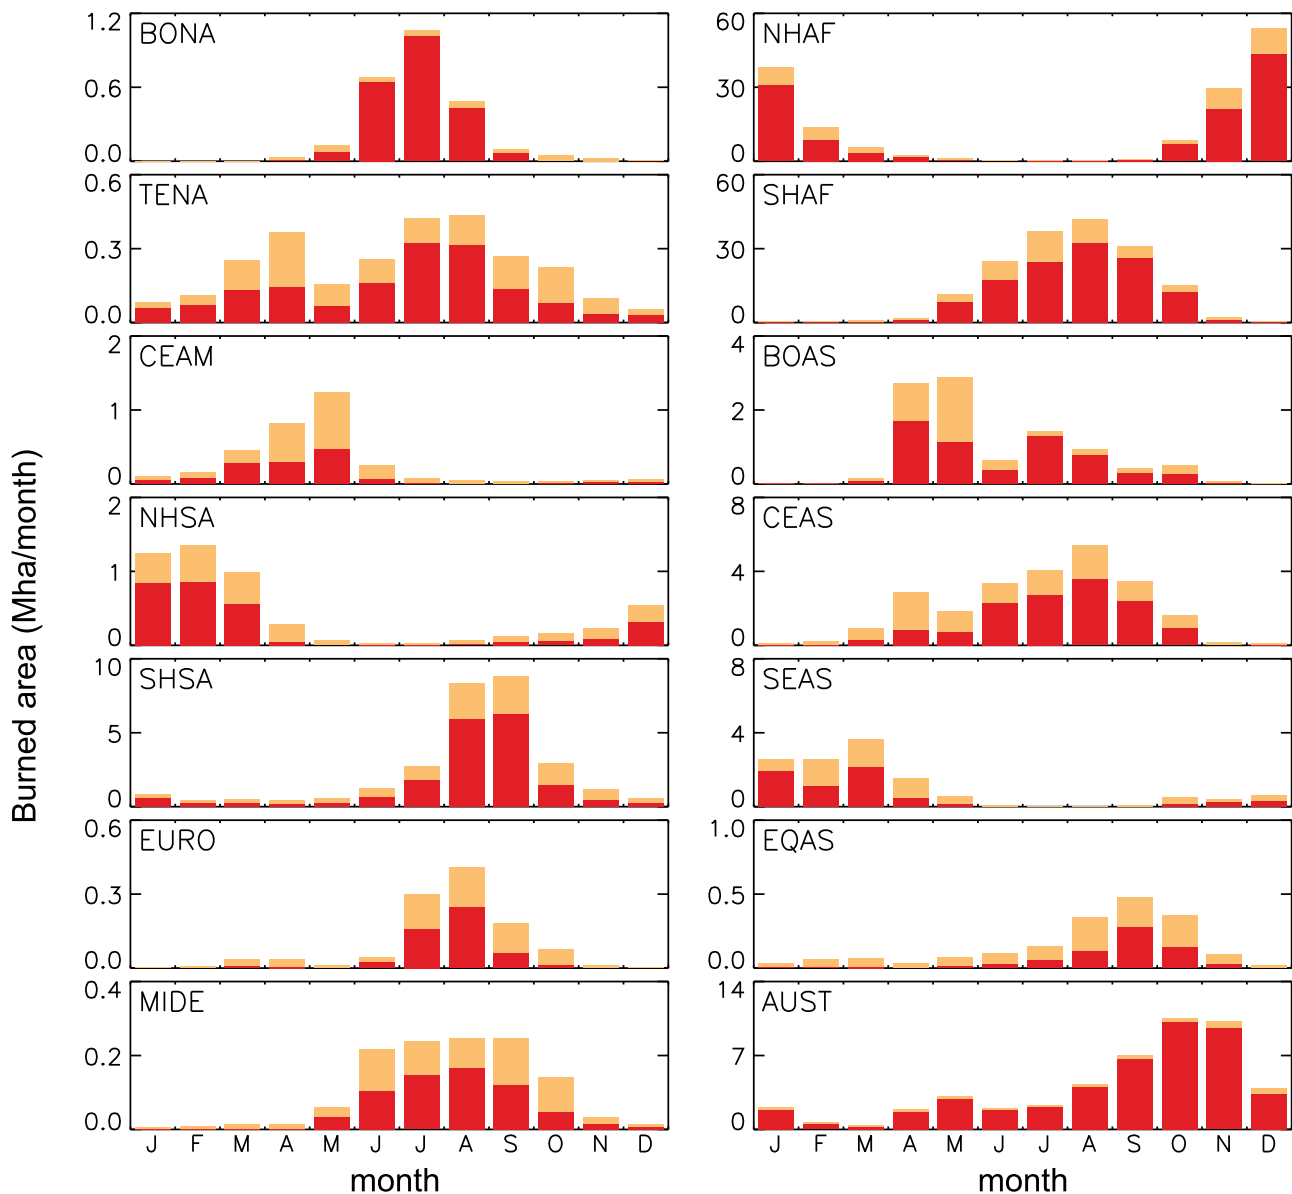 1.2
0.6
0.0
BONA
60
30
0
NHAF
0.6
0.3
0.0
TENA
60
30
0
SHAF
2
1
0
CEAM
4
2
0
BOAS
2
1
0
NHSA
8
4
0
CEAS
10
5
0
SHSA
8
4
0
SEAS
0.6
0.3
0.0
EURO
1.0
0.5
0.0
EQAS
0.4
0.2
0.0
MIDE
14
7
0
AUST
Burned area (Mha/month)
J F M A M J J A S O N D
J F M A M J J A S O N D
month
month